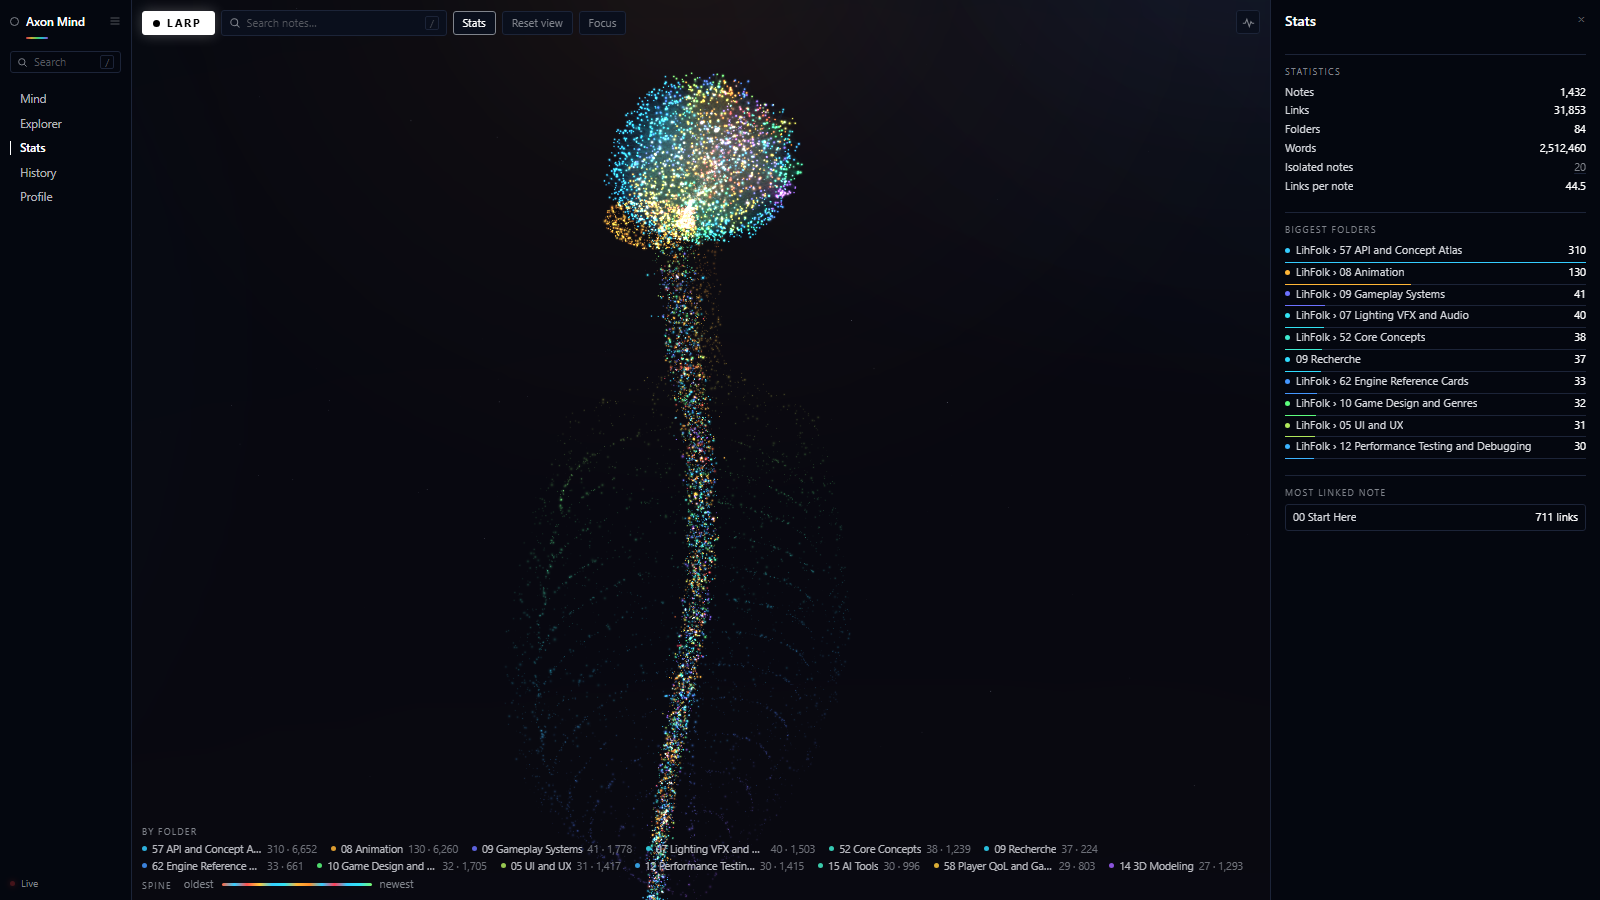 Axon Mind
Search /
Mind
Explorer
Stats
History
Profile
Live
LARP
Search notes... /
Stats
Reset view
Focus
BY FOLDER
57 API and Concept A... 310 · 6,652
08 Animation 130 · 6,260
09 Gameplay Systems 41 · 1,778
07 Lighting VFX and ... 40 · 1,503
52 Core Concepts 38 · 1,239
09 Recherche 37 · 224
62 Engine Reference ... 33 · 661
10 Game Design and ... 32 · 1,705
05 UI and UX 31 · 1,417
12 Performance Testin... 30 · 1,415
15 AI Tools 30 · 996
58 Player QoL and Ga... 29 · 803
14 3D Modeling 27 · 1,293
SPINE oldest newest
Stats ×
STATISTICS
Notes 1,432
Links 31,853
Folders 84
Words 2,512,460
Isolated notes 20
Links per note 44.5
BIGGEST FOLDERS
LihFolk › 57 API and Concept Atlas 310
LihFolk › 08 Animation 130
LihFolk › 09 Gameplay Systems 41
LihFolk › 07 Lighting VFX and Audio 40
LihFolk › 52 Core Concepts 38
09 Recherche 37
LihFolk › 62 Engine Reference Cards 33
LihFolk › 10 Game Design and Genres 32
LihFolk › 05 UI and UX 31
LihFolk › 12 Performance Testing and Debugging 30
MOST LINKED NOTE
00 Start Here 711 links